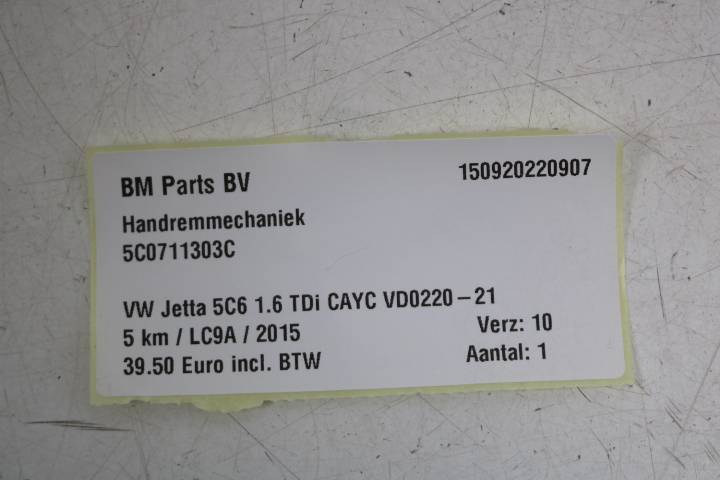 BM Parts BV 150920220907
Handremmechaniek
5C0711303C
VW Jetta 5C6 1.6 TDi CAYC VD0220-21
5 km / LC9A / 2015 Verz: 10
39.50 Euro incl. BTW Aantal: 1